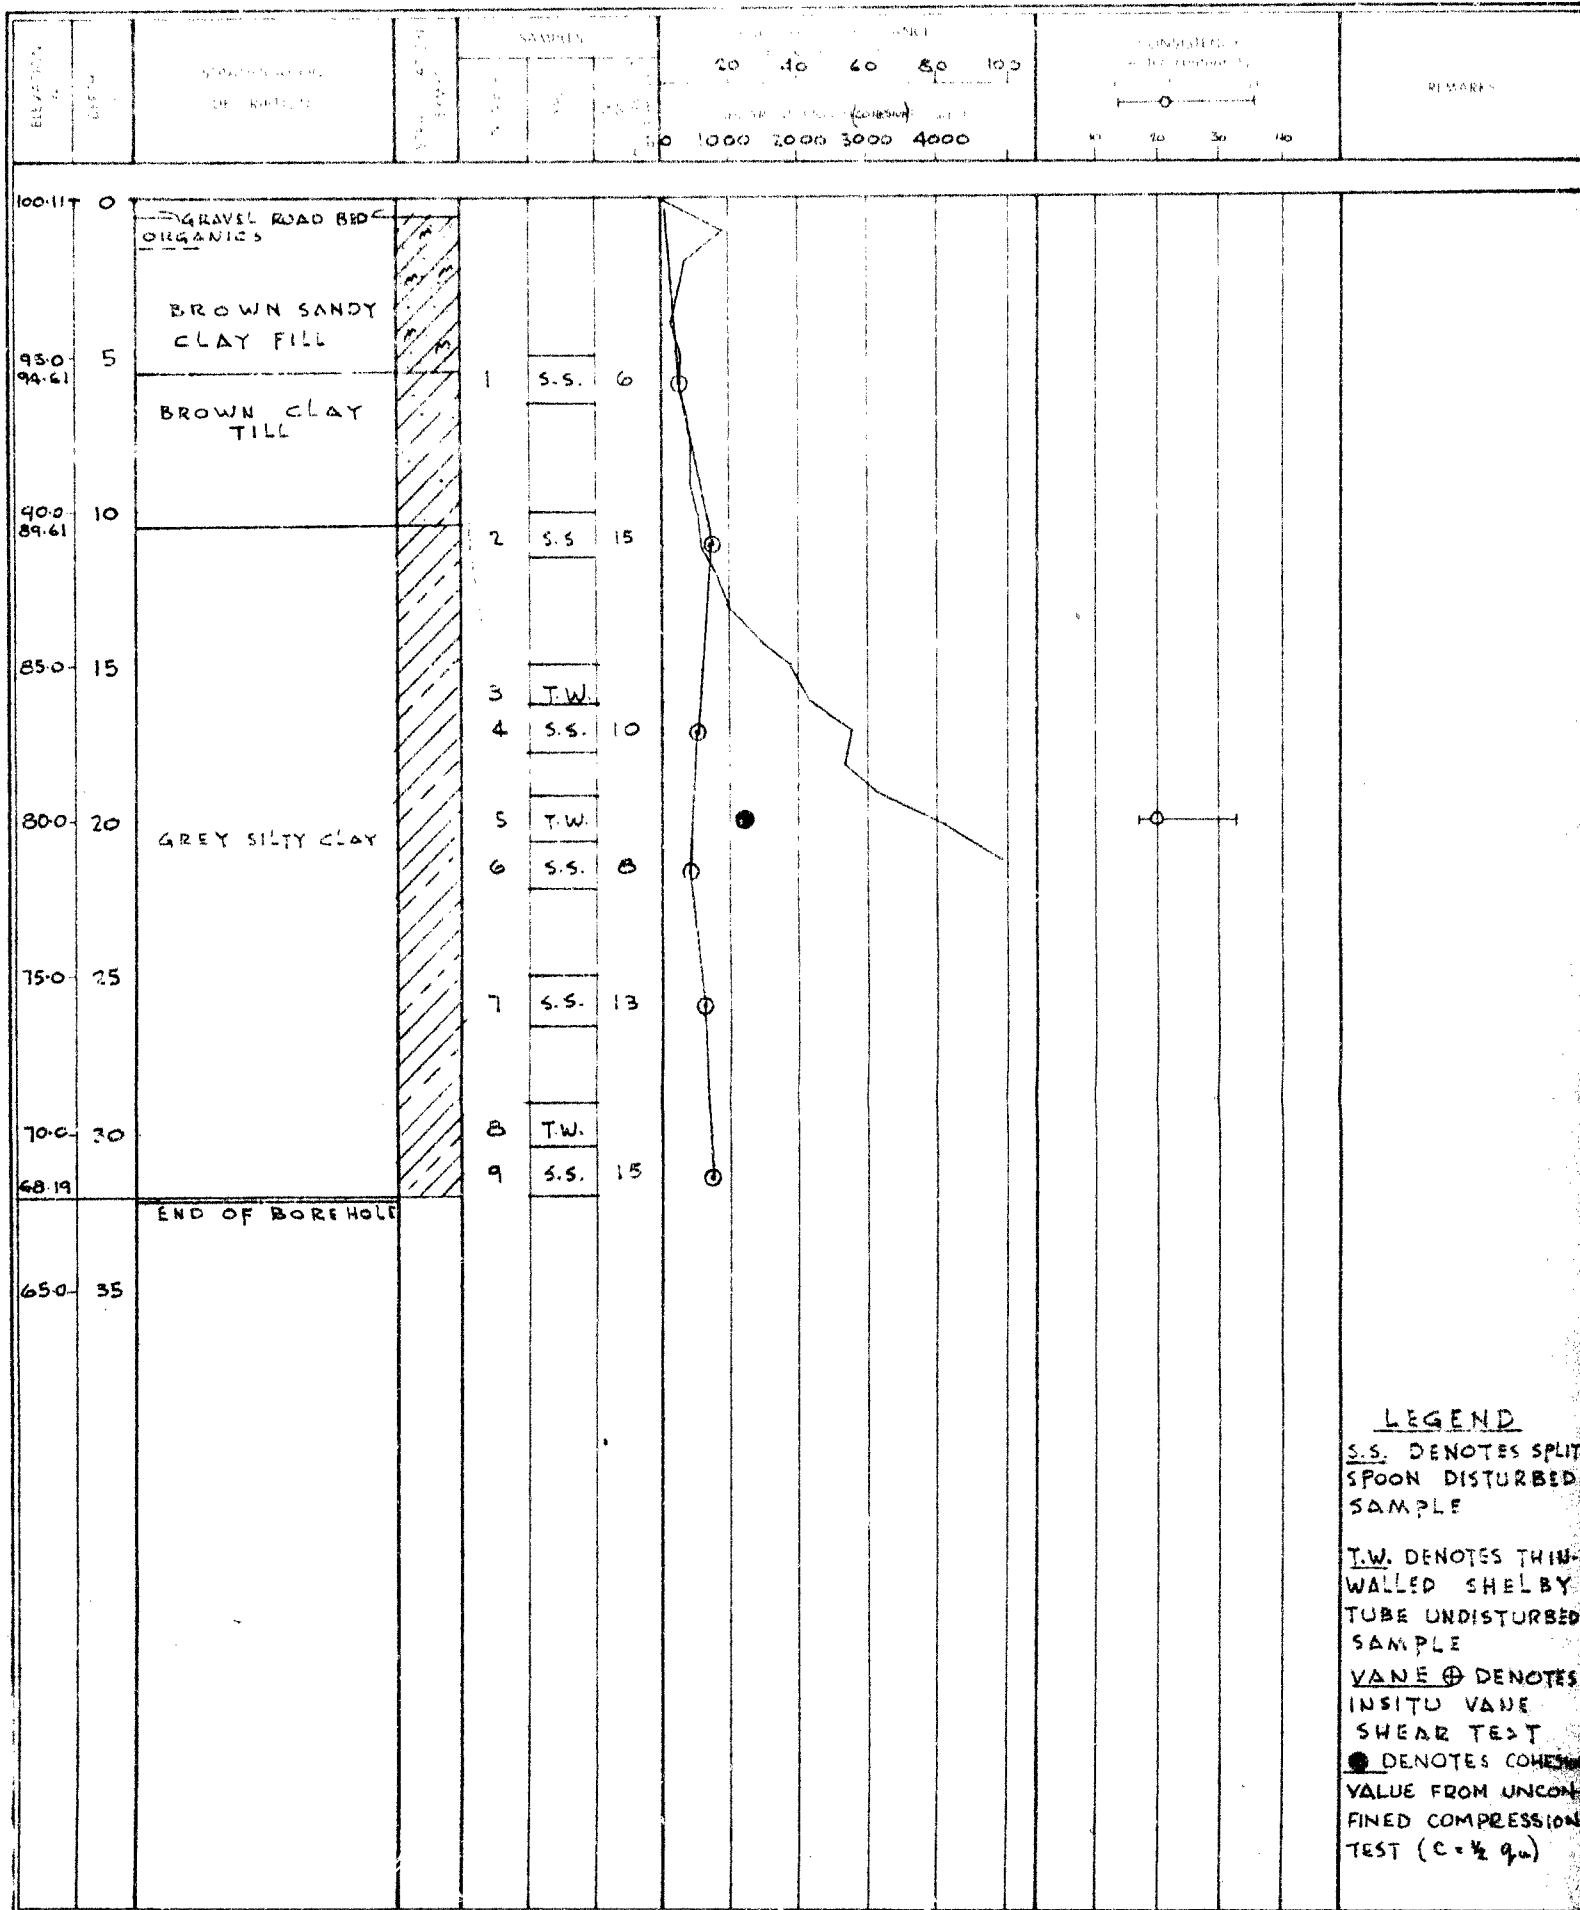 ELEVATION
SAMPLES
20 40 60 80 100
(COHESION)
0 1000 2000 3000 4000
CONSISTENCY
10 20 30 40
REMARKS
100.11 0
GRAVEL ROAD BED
ORGANICS
BROWN SANDY
CLAY FILL
95.0 5
94.61
1 S.S. 6
BROWN CLAY
TILL
90.0 10
89.61
2 S.S 15
85.0 15
3 T.W.
4 S.S. 10
80.0 20
5 T.W.
GREY SILTY CLAY
6 S.S. 8
75.0 25
7 S.S. 13
8 T.W.
70.0 30
9 S.S. 15
68.19
END OF BOREHOLE
65.0 35
LEGEND
S.S. DENOTES SPLIT
SPOON DISTURBED
SAMPLE
T.W. DENOTES THIN-
WALLED SHELBY
TUBE UNDISTURBED
SAMPLE
VANE ⊕ DENOTES
INSITU VANE
SHEAR TEST
● DENOTES COHESION
VALUE FROM UNCON-
FINED COMPRESSION
TEST (C = ½ qu)